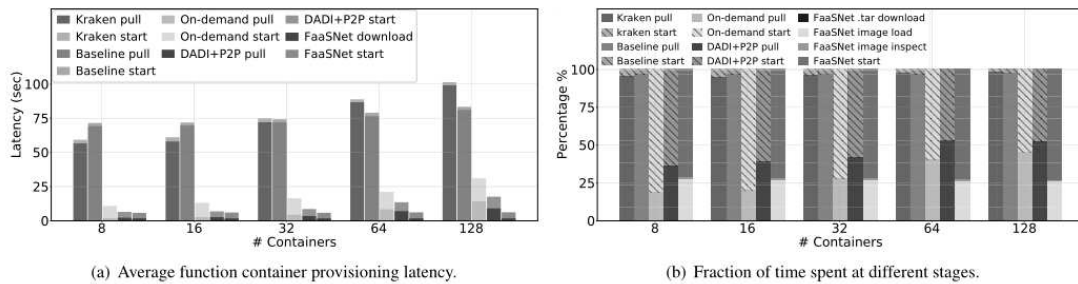 Kraken pull On-demand pull DADI+P2P start
Kraken start On-demand start FaaSNet download
Baseline pull DADI+P2P pull FaaSNet start
Baseline start
Latency (sec)
100
75
50
25
0
8 16 32 64 128
# Containers
(a) Average function container provisioning latency.
Kraken pull On-demand pull FaaSNet .tar download
kraken start On-demand start FaaSNet image load
Baseline pull DADI+P2P pull FaaSNet image inspect
Baseline start DADI+P2P start FaaSNet start
Percentage %
100
75
50
25
0
8 16 32 64 128
# Containers
(b) Fraction of time spent at different stages.